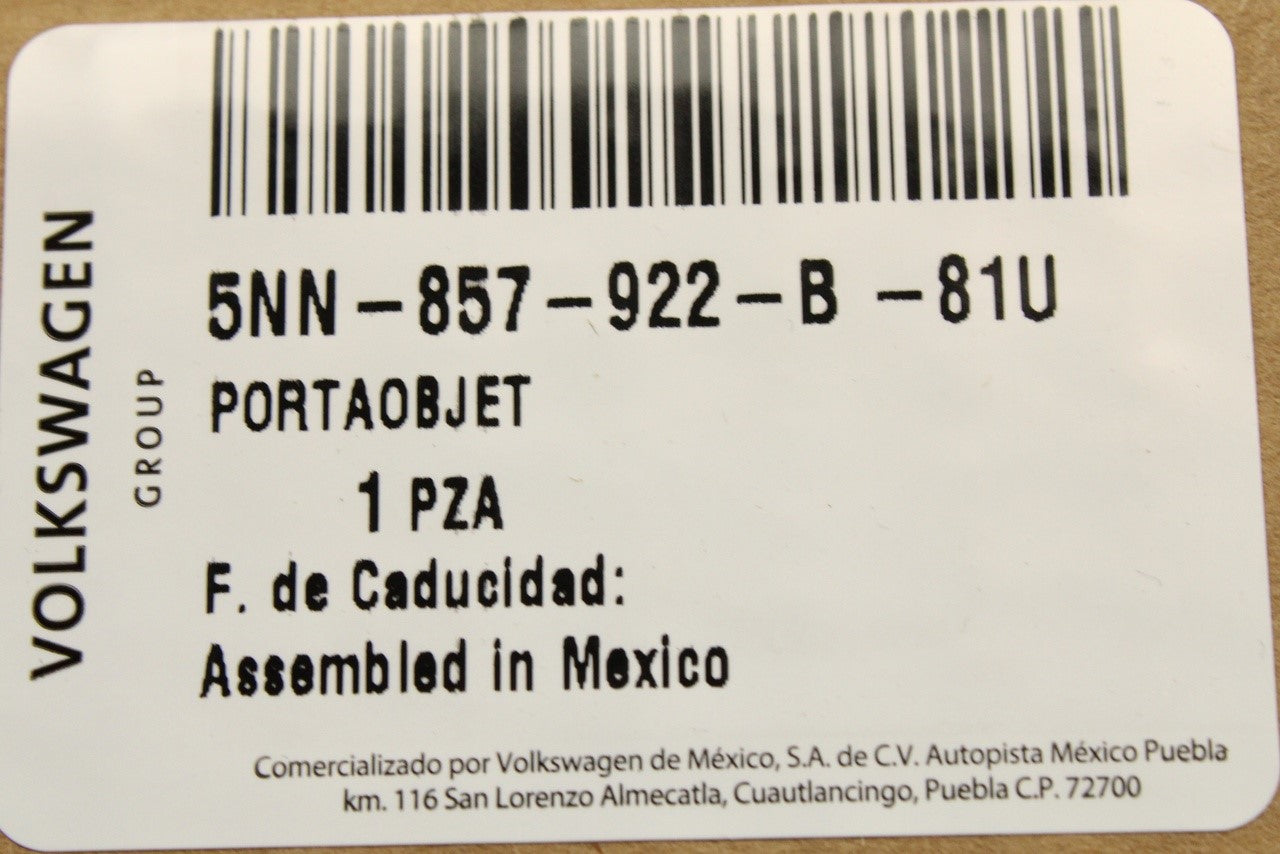 VOLKSWAGEN
GROUP
5NN-857-922-B -81U
PORTAOBJET
1 PZA
F. de Caducidad:
Assembled in Mexico
Comercializado por Volkswagen de México, S.A. de C.V. Autopista México Puebla
km. 116 San Lorenzo Almecatla, Cuautlancingo, Puebla C.P. 72700